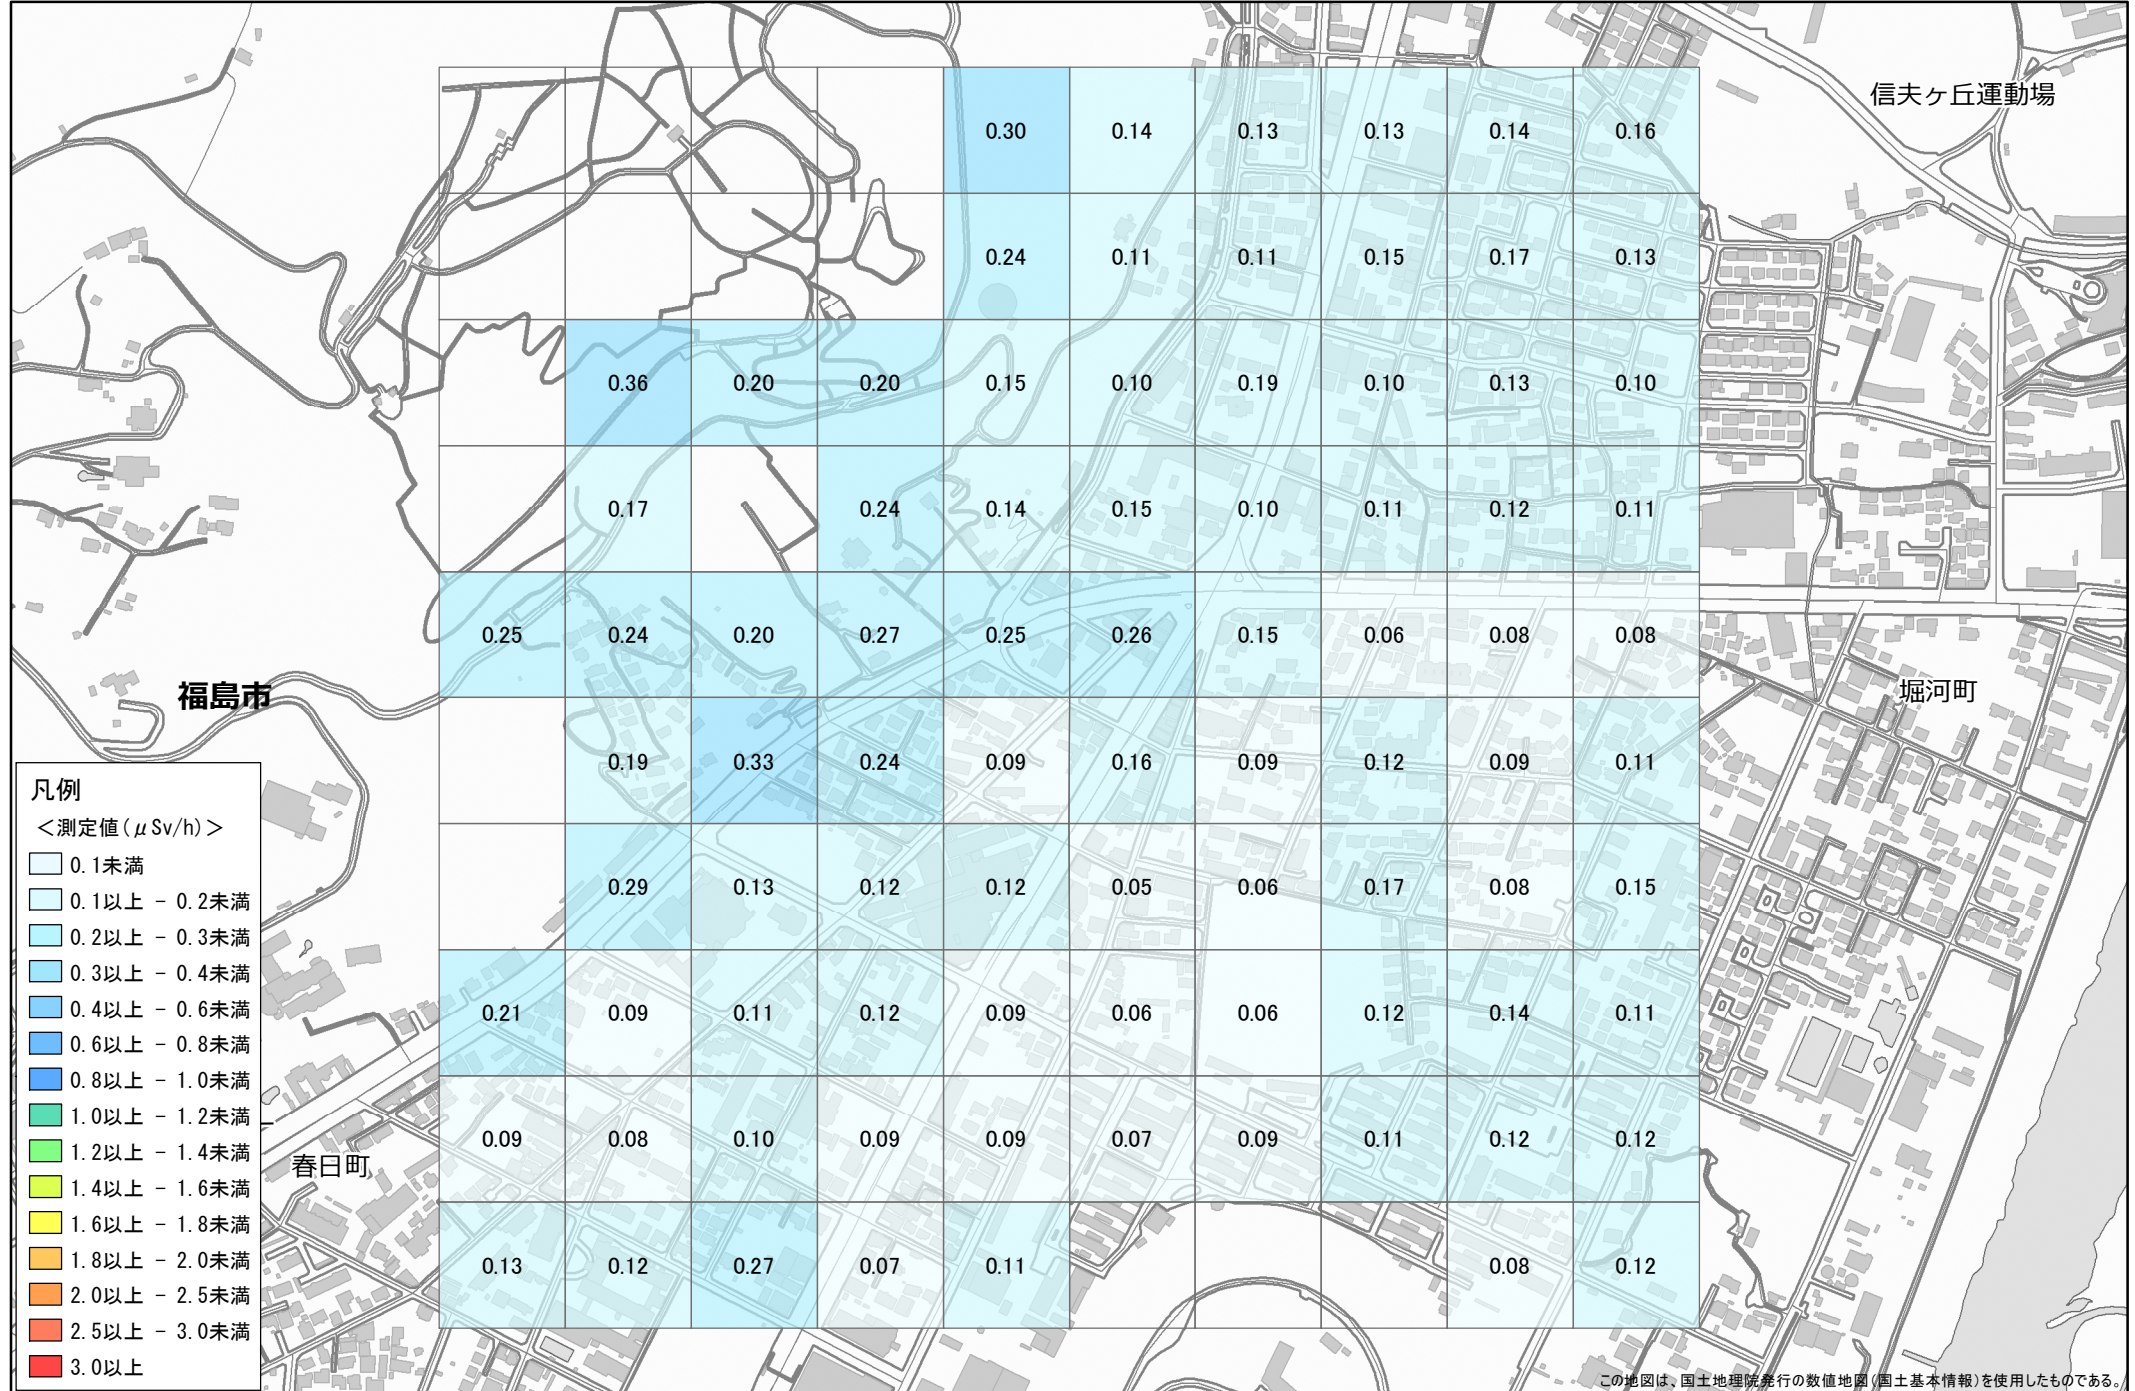 信夫ヶ丘運動場
0.30 0.14 0.13 0.13 0.14 0.16
0.24 0.11 0.11 0.15 0.17 0.13
0.36 0.20 0.20 0.15 0.10 0.19 0.10 0.13 0.10
0.17 0.24 0.14 0.15 0.10 0.11 0.12 0.11
0.25 0.24 0.20 0.27 0.25 0.26 0.15 0.06 0.08 0.08
福島市
堀河町
0.19 0.33 0.24 0.09 0.16 0.09 0.12 0.09 0.11
0.29 0.13 0.12 0.12 0.05 0.06 0.17 0.08 0.15
0.21 0.09 0.11 0.12 0.09 0.06 0.06 0.12 0.14 0.11
0.09 0.08 0.10 0.09 0.09 0.07 0.09 0.11 0.12 0.12
春日町
0.13 0.12 0.27 0.07 0.11 0.08 0.12
凡例
＜測定値(μSv/h)＞
0.1未満
0.1以上 - 0.2未満
0.2以上 - 0.3未満
0.3以上 - 0.4未満
0.4以上 - 0.6未満
0.6以上 - 0.8未満
0.8以上 - 1.0未満
1.0以上 - 1.2未満
1.2以上 - 1.4未満
1.4以上 - 1.6未満
1.6以上 - 1.8未満
1.8以上 - 2.0未満
2.0以上 - 2.5未満
2.5以上 - 3.0未満
3.0以上
この地図は、国土地理院発行の数値地図(国土基本情報)を使用したものである。